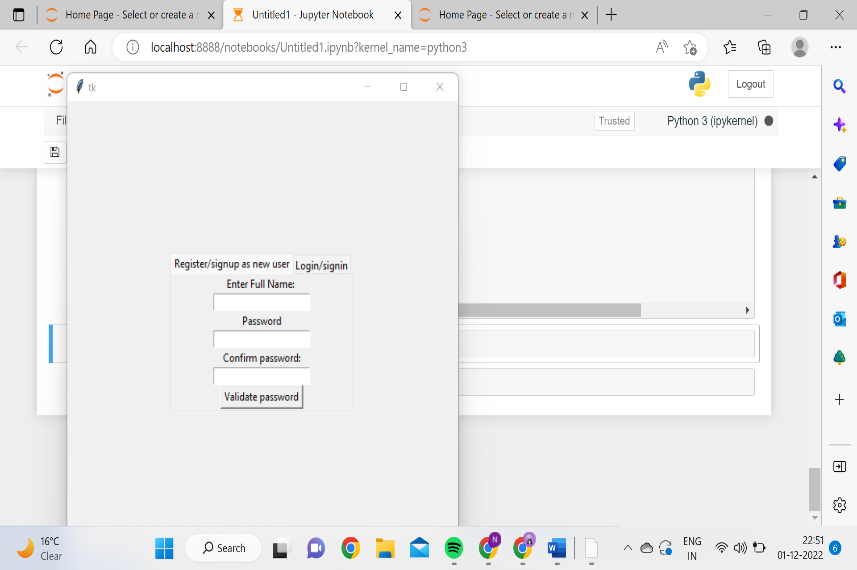 Home Page - Select or create a n
Untitled1 - Jupyter Notebook
Home Page - Select or create a n
localhost:8888/notebooks/Untitled1.ipynb?kernel_name=python3
tk
Logout
Fil
Trusted
Python 3 (ipykernel)
Register/signup as new user
Login/signin
Enter Full Name:
Password
Confirm password:
Validate password
16°C
Clear
Search
N
ENG
IN
22:51
01-12-2022
6